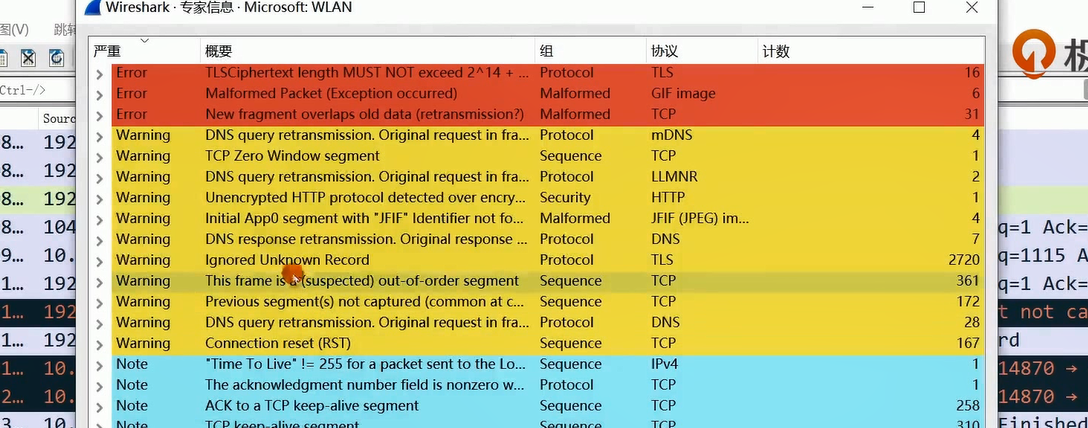 Wireshark · 专家信息 · Microsoft: WLAN
图(V)
跳转
严重 概要 组 协议 计数
Error TLSCiphertext length MUST NOT exceed 2^14 + ... Protocol TLS 16
Error Malformed Packet (Exception occurred) Malformed GIF image 6
Error New fragment overlaps old data (retransmission?) Malformed TCP 31
Warning DNS query retransmission. Original request in fra... Protocol mDNS 4
Warning TCP Zero Window segment Sequence TCP 1
Warning DNS query retransmission. Original request in fra... Protocol LLMNR 2
Warning Unencrypted HTTP protocol detected over encry... Security HTTP 1
Warning Initial App0 segment with "JFIF" Identifier not fo... Malformed JFIF (JPEG) im... 4
Warning DNS response retransmission. Original response ... Protocol DNS 7
Warning Ignored Unknown Record Protocol TLS 2720
Warning This frame is a (suspected) out-of-order segment Sequence TCP 361
Warning Previous segment(s) not captured (common at c... Sequence TCP 172
Warning DNS query retransmission. Original request in fra... Protocol DNS 28
Warning Connection reset (RST) Sequence TCP 167
Note "Time To Live" != 255 for a packet sent to the Lo... Sequence IPv4 1
Note The acknowledgment number field is nonzero w... Protocol TCP 1
Note ACK to a TCP keep-alive segment Sequence TCP 258
Note TCP keep-alive segment Sequence TCP 310
Ctrl-/>
Sourc
8... 192
8... 192
8... 192
8... 104
9... 10.
1... 192
1... 192
1... 192
1... 10.
2... 10.
3... 10.
q=1 Ack=
q=1115 A
q=1 Ack=
t not ca
rd
14870 →
14870 →
Finished